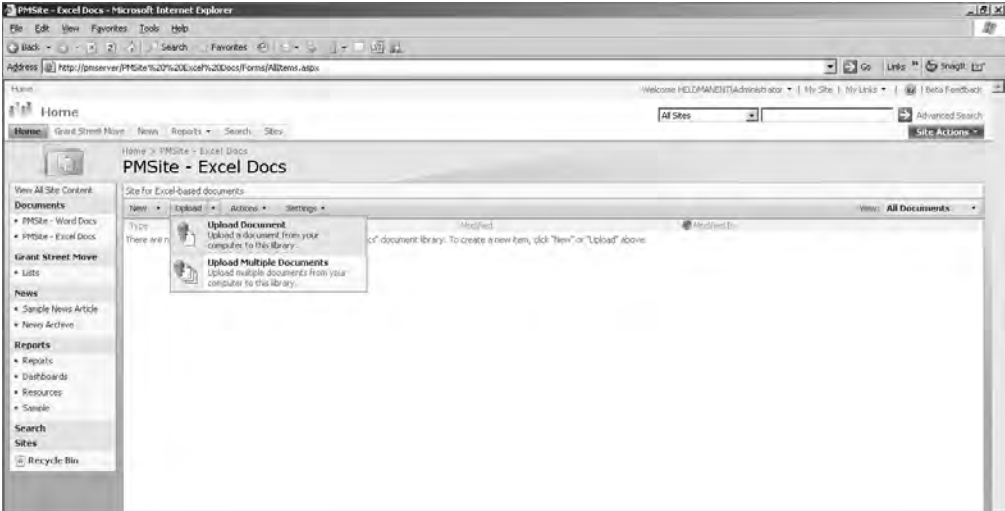 PMSite - Excel Docs - Microsoft Internet Explorer
File Edit View Favorites Tools Help
Back Search Favorites
Address http://pmserver/PMSite%20%20Excel%20Docs/Forms/AllItems.aspx Go Links SnagIt
Home Welcome | My Site | My Links | Beta Feedback
Home All Sites Advanced Search
Home Grant Street Move News Reports Search Sites Site Actions
Home > PMSite - Excel Docs
PMSite - Excel Docs
View All Site Content Site for Excel-based documents
Documents New Upload Actions Settings View: All Documents
• PMSite - Word Docs
• PMSite - Excel Docs
Type Modified Modified By
There are n cs" document library. To create a new item, click "New" or "Upload" above.
Upload Document
Upload a document from your
computer to this library.
Upload Multiple Documents
Upload multiple documents from your
computer to this library.
Grant Street Move
• Lists
News
• Sample News Article
• News Archive
Reports
• Reports
• Dashboards
• Resources
• Sample
Search
Sites
Recycle Bin